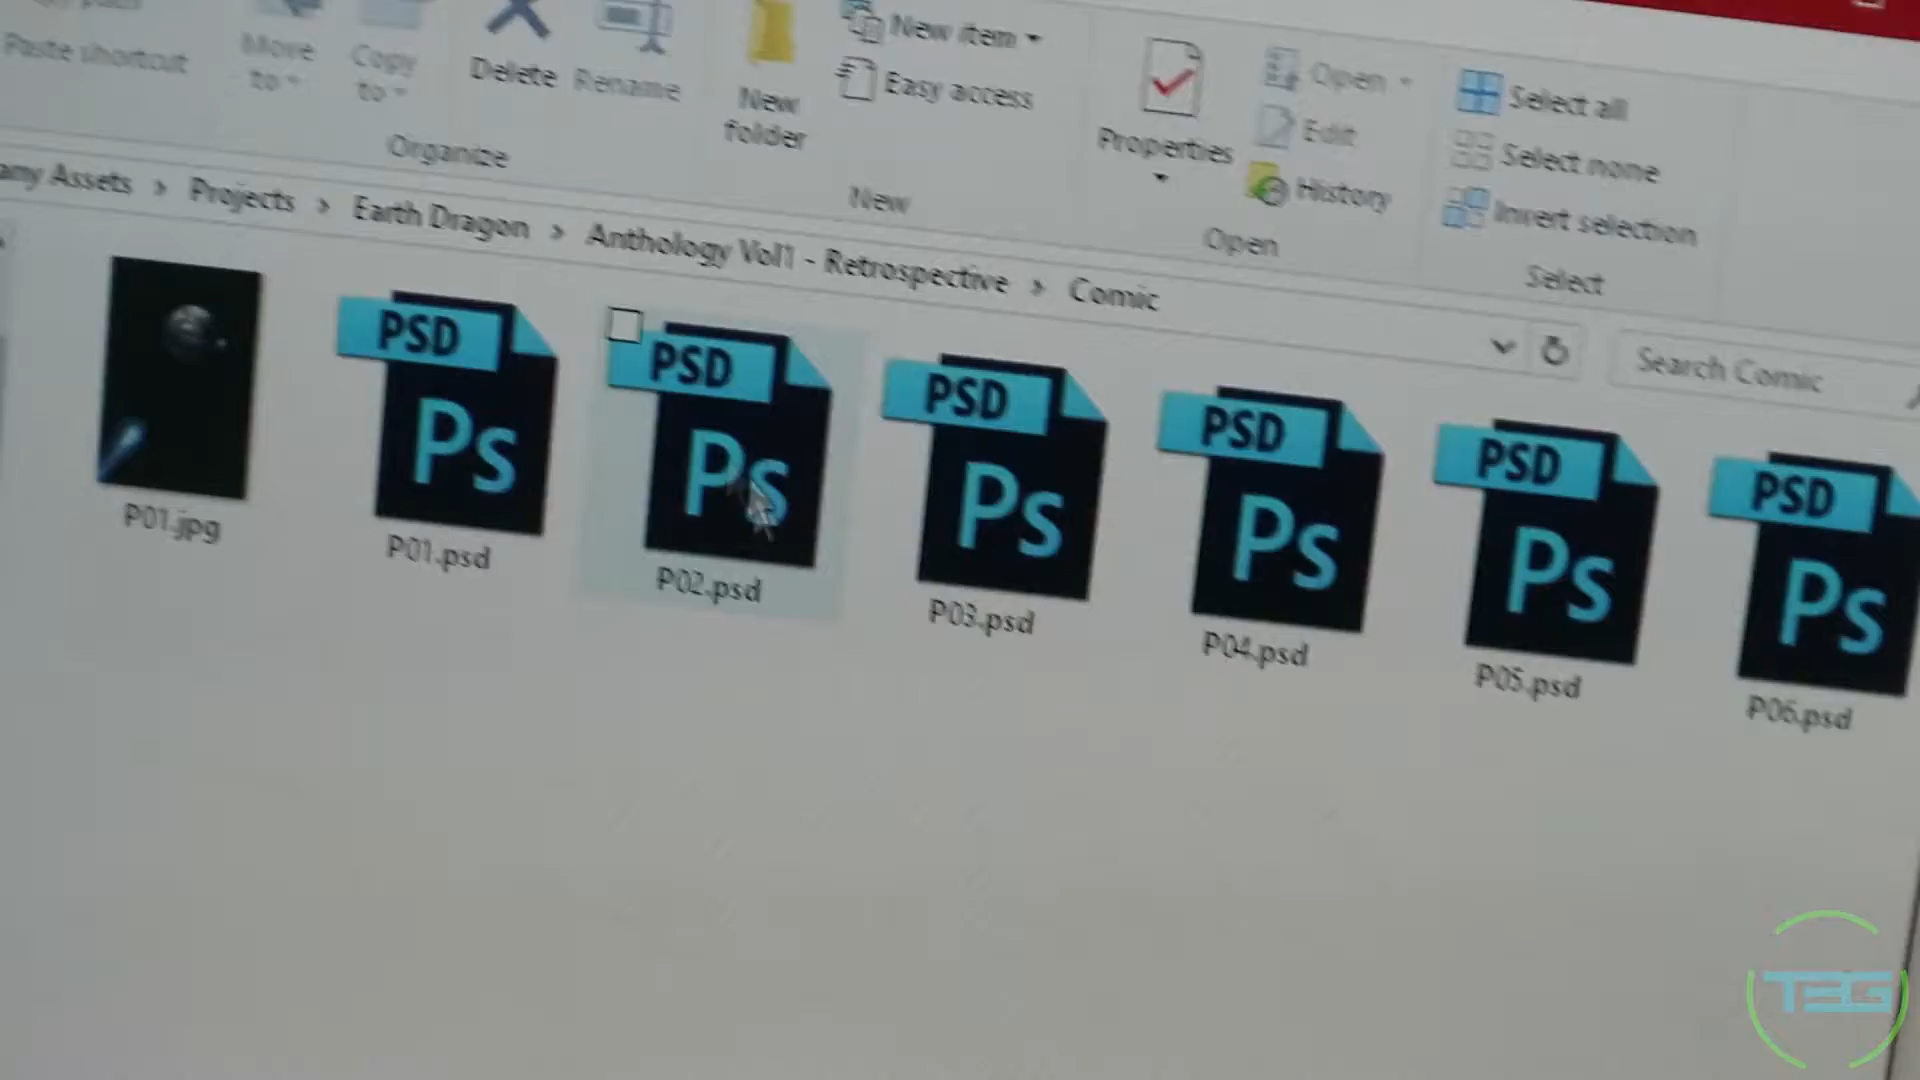 Paste shortcut
Move to
Copy to
Delete
Rename
New folder
New item
Easy access
Properties
Open
Edit
History
Select all
Select none
Invert selection
Organize
New
Open
Select
Assets > Projects > Earth Dragon > Anthology Vol1 - Retrospective > Comic
Search Comic
PSD
PSD
PSD
PSD
PSD
PSD
Ps
Ps
Ps
Ps
Ps
Ps
P01.jpg
P01.psd
P02.psd
P03.psd
P04.psd
P05.psd
P06.psd